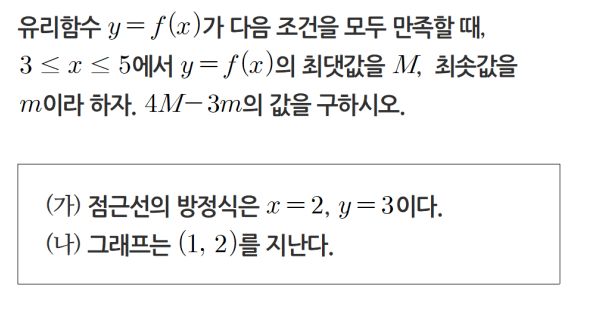 유리함수 y=f(x)가 다음 조건을 모두 만족할 때,
3 ≤ x ≤ 5에서 y=f(x)의 최댓값을 M, 최솟값을
m이라 하자. 4M-3m의 값을 구하시오.
(가) 점근선의 방정식은 x=2, y=3이다.
(나) 그래프는 (1, 2)를 지난다.